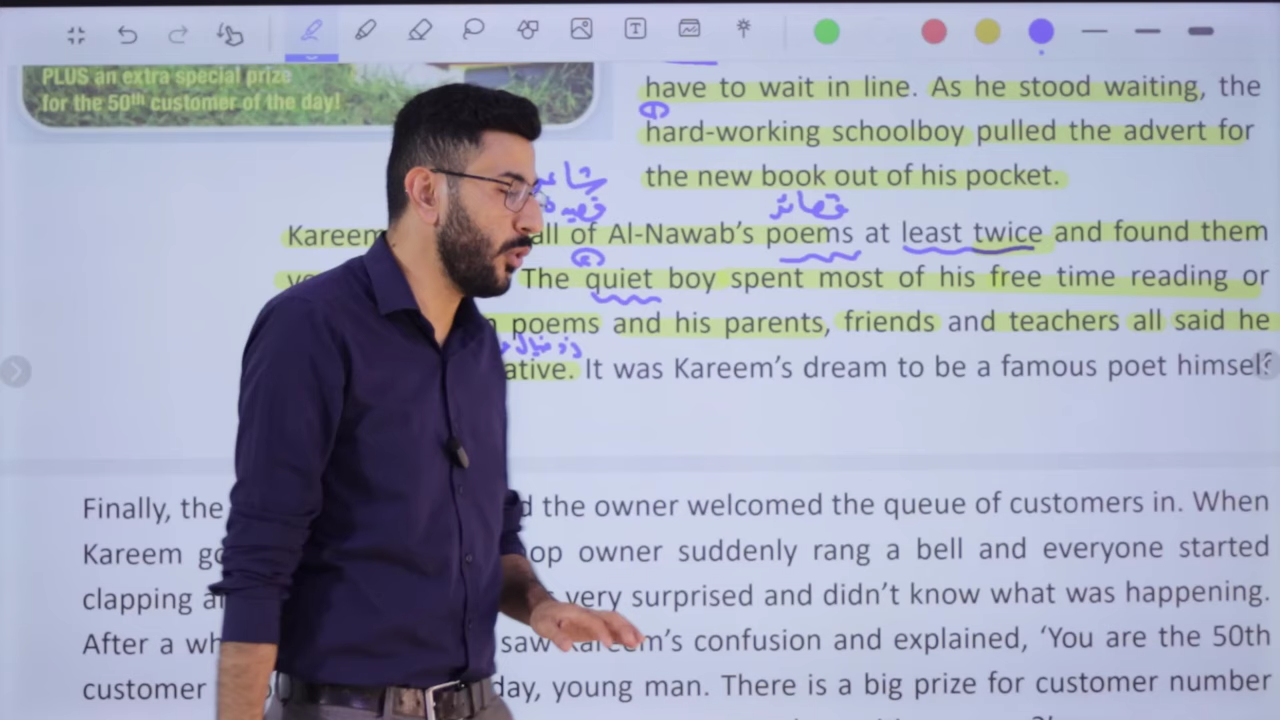 PLUS an extra special prize
for the 50th customer of the day!
have to wait in line. As he stood waiting, the
hard-working schoolboy pulled the advert for
the new book out of his pocket.
قصائد
Kareem all of Al-Nawab's poems at least twice and found them
The quiet boy spent most of his free time reading or
poems and his parents, friends and teachers all said he
It was Kareem's dream to be a famous poet himself
Finally, the the owner welcomed the queue of customers in. When
Kareem owner suddenly rang a bell and everyone started
clapping very surprised and didn't know what was happening.
After a saw Kareem's confusion and explained, 'You are the 50th
customer day, young man. There is a big prize for customer number